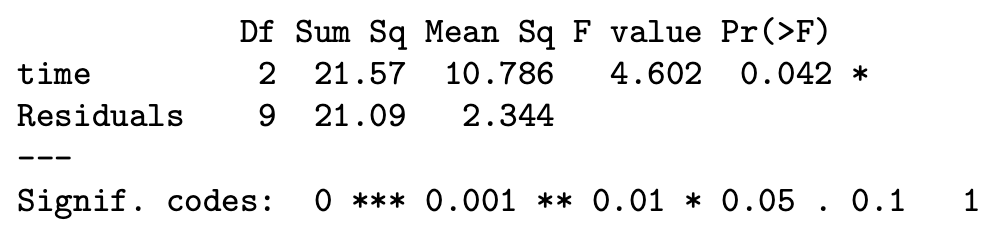 Df Sum Sq Mean Sq F value Pr(>F)
time 2 21.57 10.786 4.602 0.042 *
Residuals 9 21.09 2.344
---
Signif. codes: 0 *** 0.001 ** 0.01 * 0.05 . 0.1 1